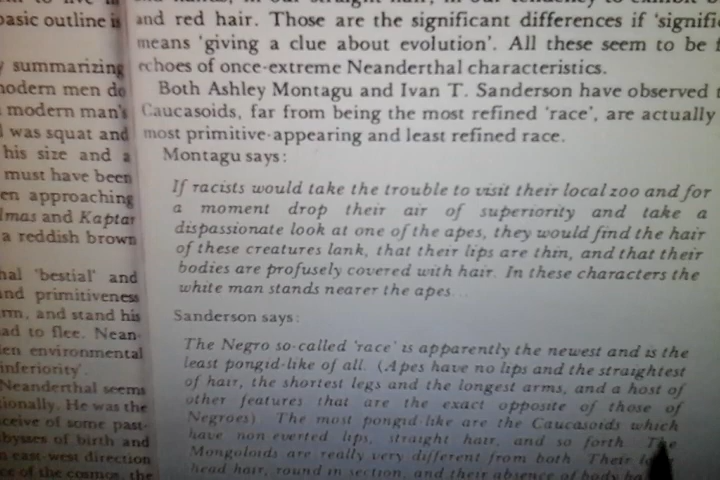 basic outline is
y summarizing
modern men do
modern man's
was squat and
his size and a
must have been
en approaching
lmas and Kaptar
a reddish brown
hal 'bestial' and
and primitiveness
rm, and stand his
ad to flee. Nean-
ien environmental
inferiority'.
Neanderthal seems
ionally. He was the
ceive of some past-
bysses of birth and
n east-west direction
ce of the cosmos, the
and red hair. Those are the significant differences if 'signific
means 'giving a clue about evolution'. All these seem to be f
echoes of once-extreme Neanderthal characteristics.
Both Ashley Montagu and Ivan T. Sanderson have observed t
Caucasoids, far from being the most refined 'race', are actually
most primitive-appearing and least refined race.
Montagu says:
If racists would take the trouble to visit their local zoo and for
a moment drop their air of superiority and take a
dispassionate look at one of the apes, they would find the hair
of these creatures lank, that their lips are thin, and that their
bodies are profusely covered with hair. In these characters the
white man stands nearer the apes...
Sanderson says:
The Negro so-called 'race' is apparently the newest and is the
least pongid-like of all. (Apes have no lips and the straightest
of hair, the shortest legs and the longest arms, and a host of
other features that are the exact opposite of those of
Negroes) The most pongid-like are the Caucasoids which
have non-everted lips, straight hair, and so forth. The
Mongoloids are really very different from both. Their
head hair, round in section, and their absence of body